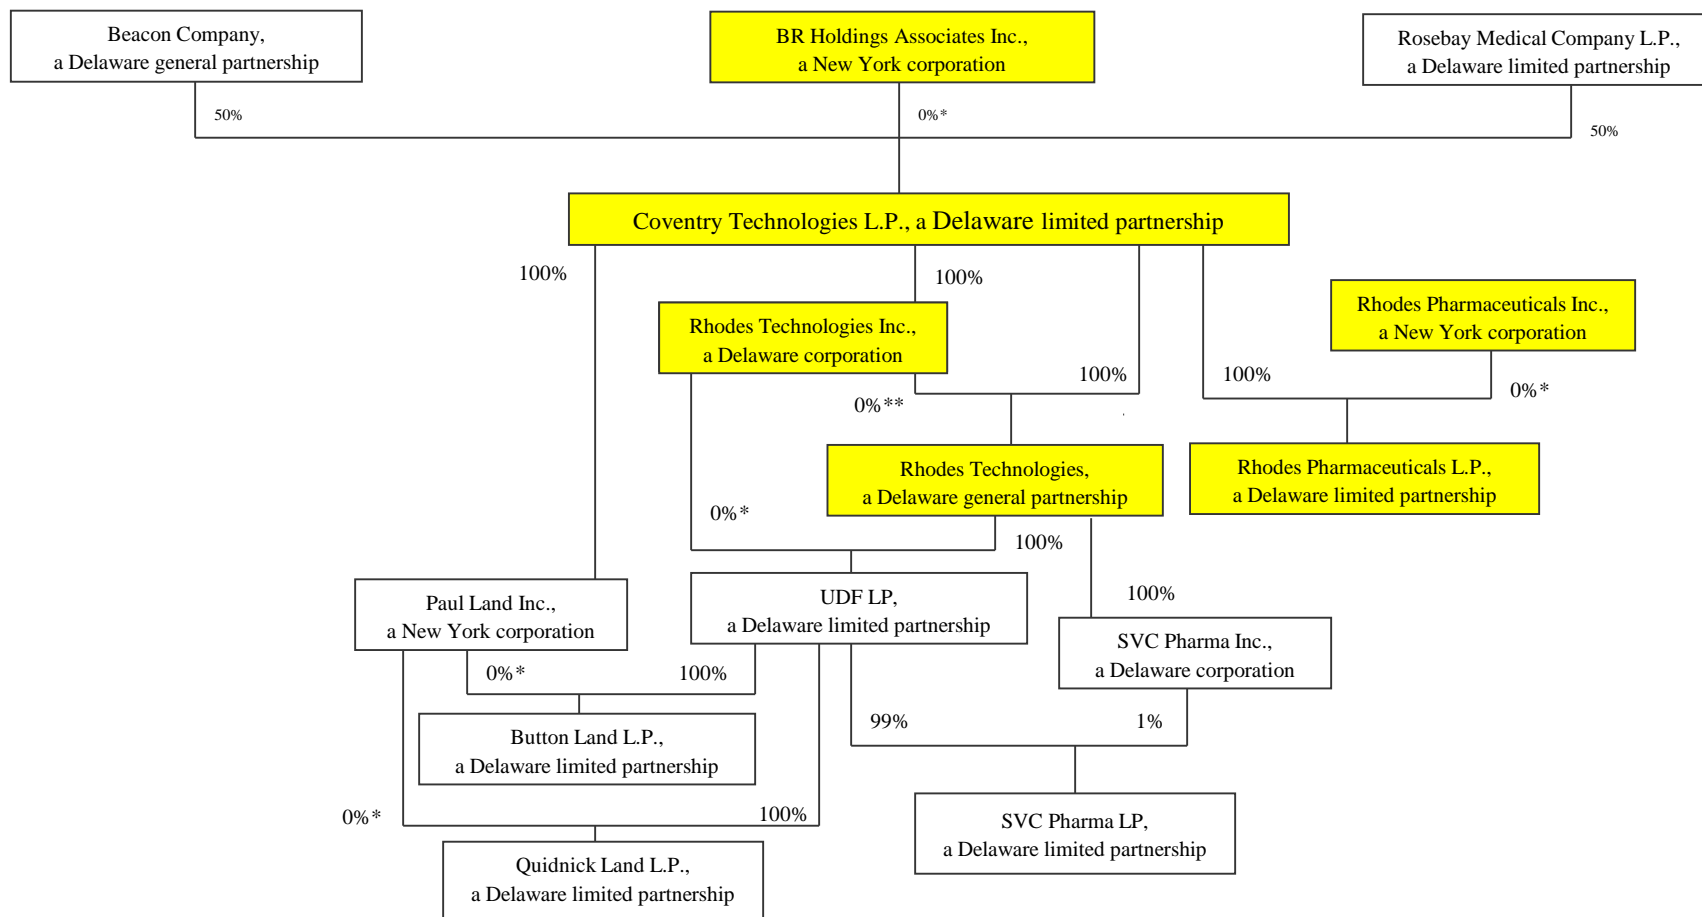 Beacon Company,
a Delaware general partnership
BR Holdings Associates Inc.,
a New York corporation
Rosebay Medical Company L.P.,
a Delaware limited partnership
50%
0%*
50%
Coventry Technologies L.P., a Delaware limited partnership
100%
100%
Rhodes Technologies Inc.,
a Delaware corporation
Rhodes Pharmaceuticals Inc.,
a New York corporation
100%
100%
0%*
0%**
Rhodes Technologies,
a Delaware general partnership
Rhodes Pharmaceuticals L.P.,
a Delaware limited partnership
0%*
100%
100%
Paul Land Inc.,
a New York corporation
UDF LP,
a Delaware limited partnership
SVC Pharma Inc.,
a Delaware corporation
0%*
100%
99%
1%
Button Land L.P.,
a Delaware limited partnership
0%*
100%
SVC Pharma LP,
a Delaware limited partnership
Quidnick Land L.P.,
a Delaware limited partnership